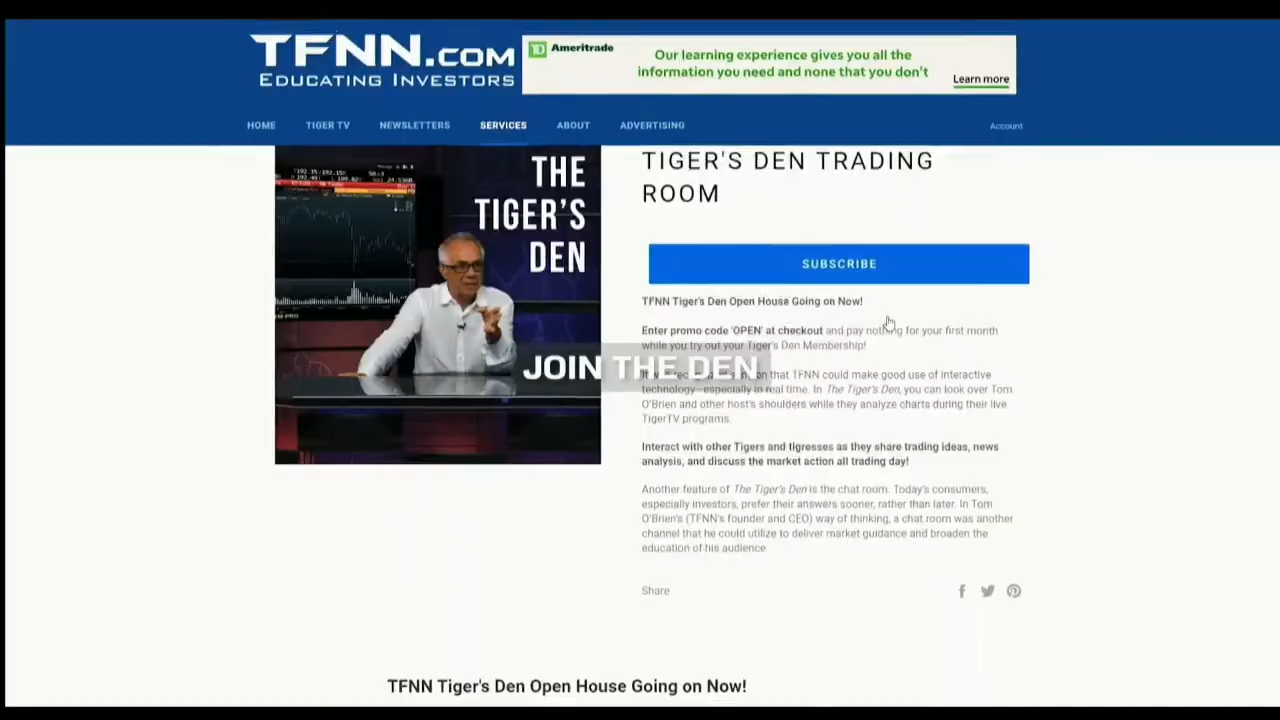 TFNN.COM
EDUCATING INVESTORS
TD Ameritrade
Our learning experience gives you all the
information you need and none that you don't
Learn more
HOME TIGER TV NEWSLETTERS SERVICES ABOUT ADVERTISING Account
THE
TIGER'S
DEN
TIGER'S DEN TRADING
ROOM
SUBSCRIBE
TFNN Tiger's Den Open House Going on Now!
Enter promo code 'OPEN' at checkout and pay nothing for your first month
while you try out your Tiger's Den Membership!
JOIN THE DEN
that TFNN could make good use of interactive
technology—especially in real time. In The Tiger's Den, you can look over Tom
O'Brien and other host's shoulders while they analyze charts during their live
TigerTV programs.
Interact with other Tigers and tigresses as they share trading ideas, news
analysis, and discuss the market action all trading day!
Another feature of The Tiger's Den is the chat room. Today's consumers,
especially investors, prefer their answers sooner, rather than later. In Tom
O'Brien's (TFNN's founder and CEO) way of thinking, a chat room was another
channel that he could utilize to deliver market guidance and broaden the
education of his audience
Share
TFNN Tiger's Den Open House Going on Now!